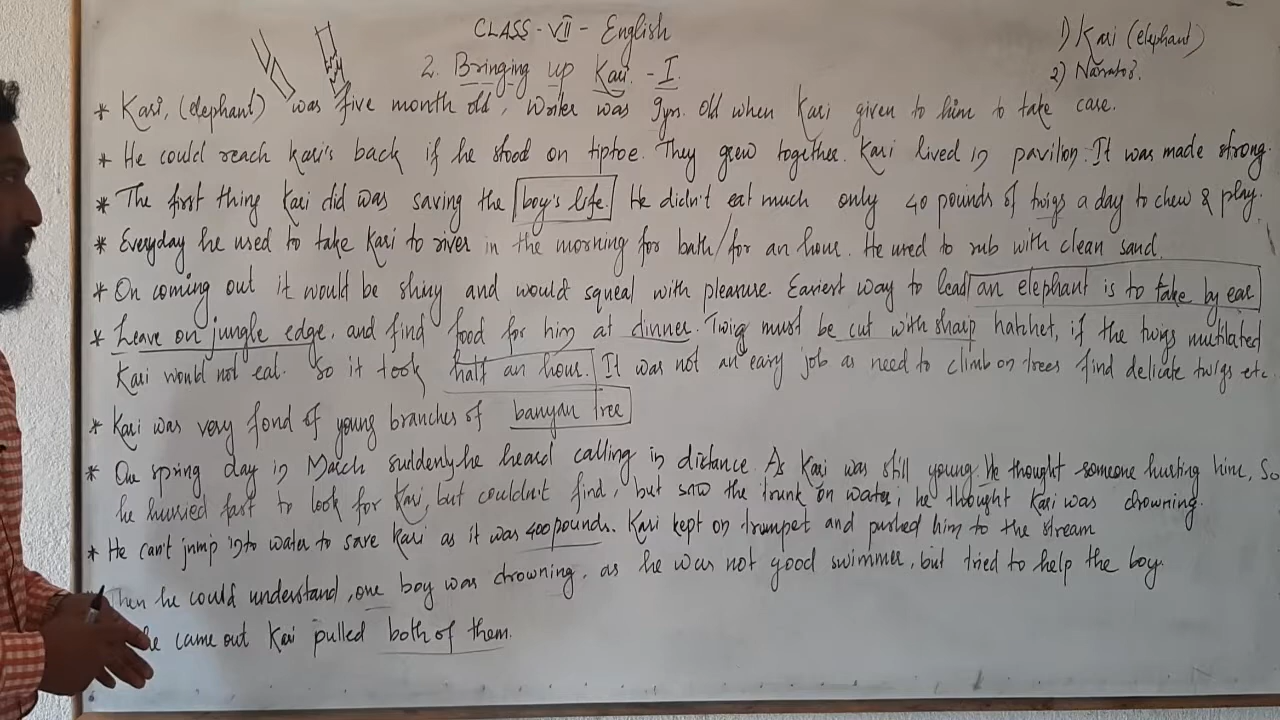 CLASS - VII - English
1) Kari (elephant)
2) Narrator.
2. Bringing up Kari. - I.
* Kari, (elephant) was five month old, Writer was 9yrs. old when Kari given to him to take care.
* He could reach Kari's back if he stood on tiptoe. They grew together. Kari lived in pavilion. It was made strong.
* The first thing Kari did was saving the boy's life. He didn't eat much only 40 pounds of twigs a day to chew & play.
* Everyday he used to take Kari to river in the morning for bath/for an hour. He used to rub with clean sand.
* On coming out it would be shiny and would squeal with pleasure. Easiest way to lead an elephant is to take by ear
* Leave on jungle edge, and find food for him at dinner. Twig must be cut with sharp hatchet, if the twigs mutilated
Kari would not eat. So it took half an hour. It was not an easy job as need to climb on trees find delicate twigs etc.
* Kari was very fond of young branches of banyan tree
* One spring day in March suddenly he heard calling in distance. As Kari was still young. He thought someone hurting him, So
he hurried fast to look for Kari, but couldn't find, but saw the trunk on water, he thought Kari was drowning.
* He can't jump into water to save Kari as it was 400 pounds. Kari kept on trumpet and pushed him to the stream
Then he could understand, one boy was drowning. as he was not good swimmer, but tried to help the boy.
he came out Kari pulled both of them.